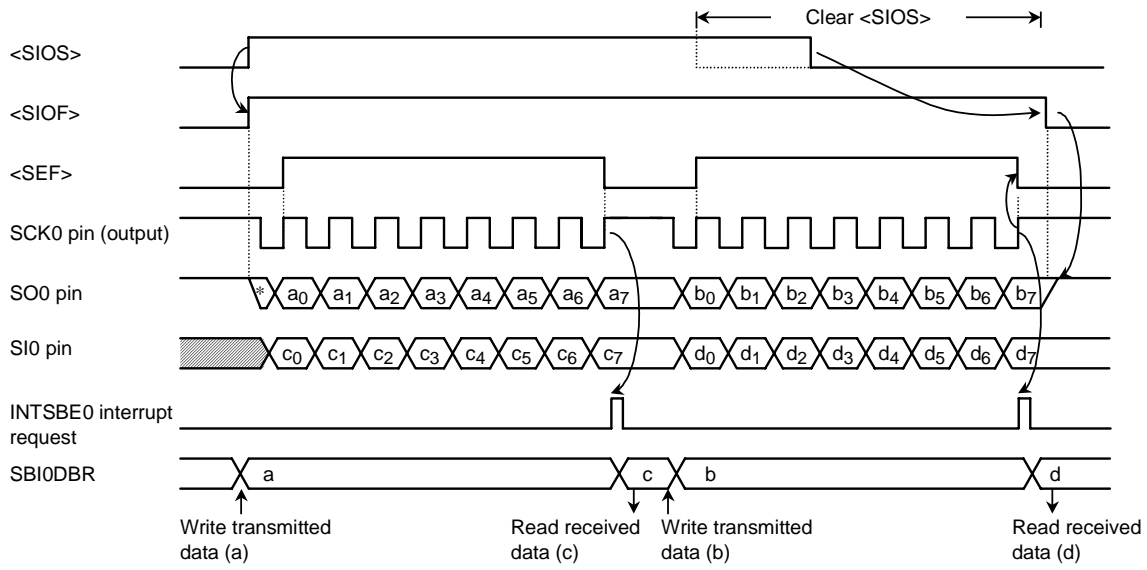 Clear <SIOS>
<SIOS>
<SIOF>
<SEF>
SCK0 pin (output)
SO0 pin
* a0 a1 a2 a3 a4 a5 a6 a7 b0 b1 b2 b3 b4 b5 b6 b7
SI0 pin
c0 c1 c2 c3 c4 c5 c6 c7 d0 d1 d2 d3 d4 d5 d6 d7
INTSBE0 interrupt
request
SBI0DBR
a c b d
Write transmitted
data (a)
Read received
data (c)
Write transmitted
data (b)
Read received
data (d)